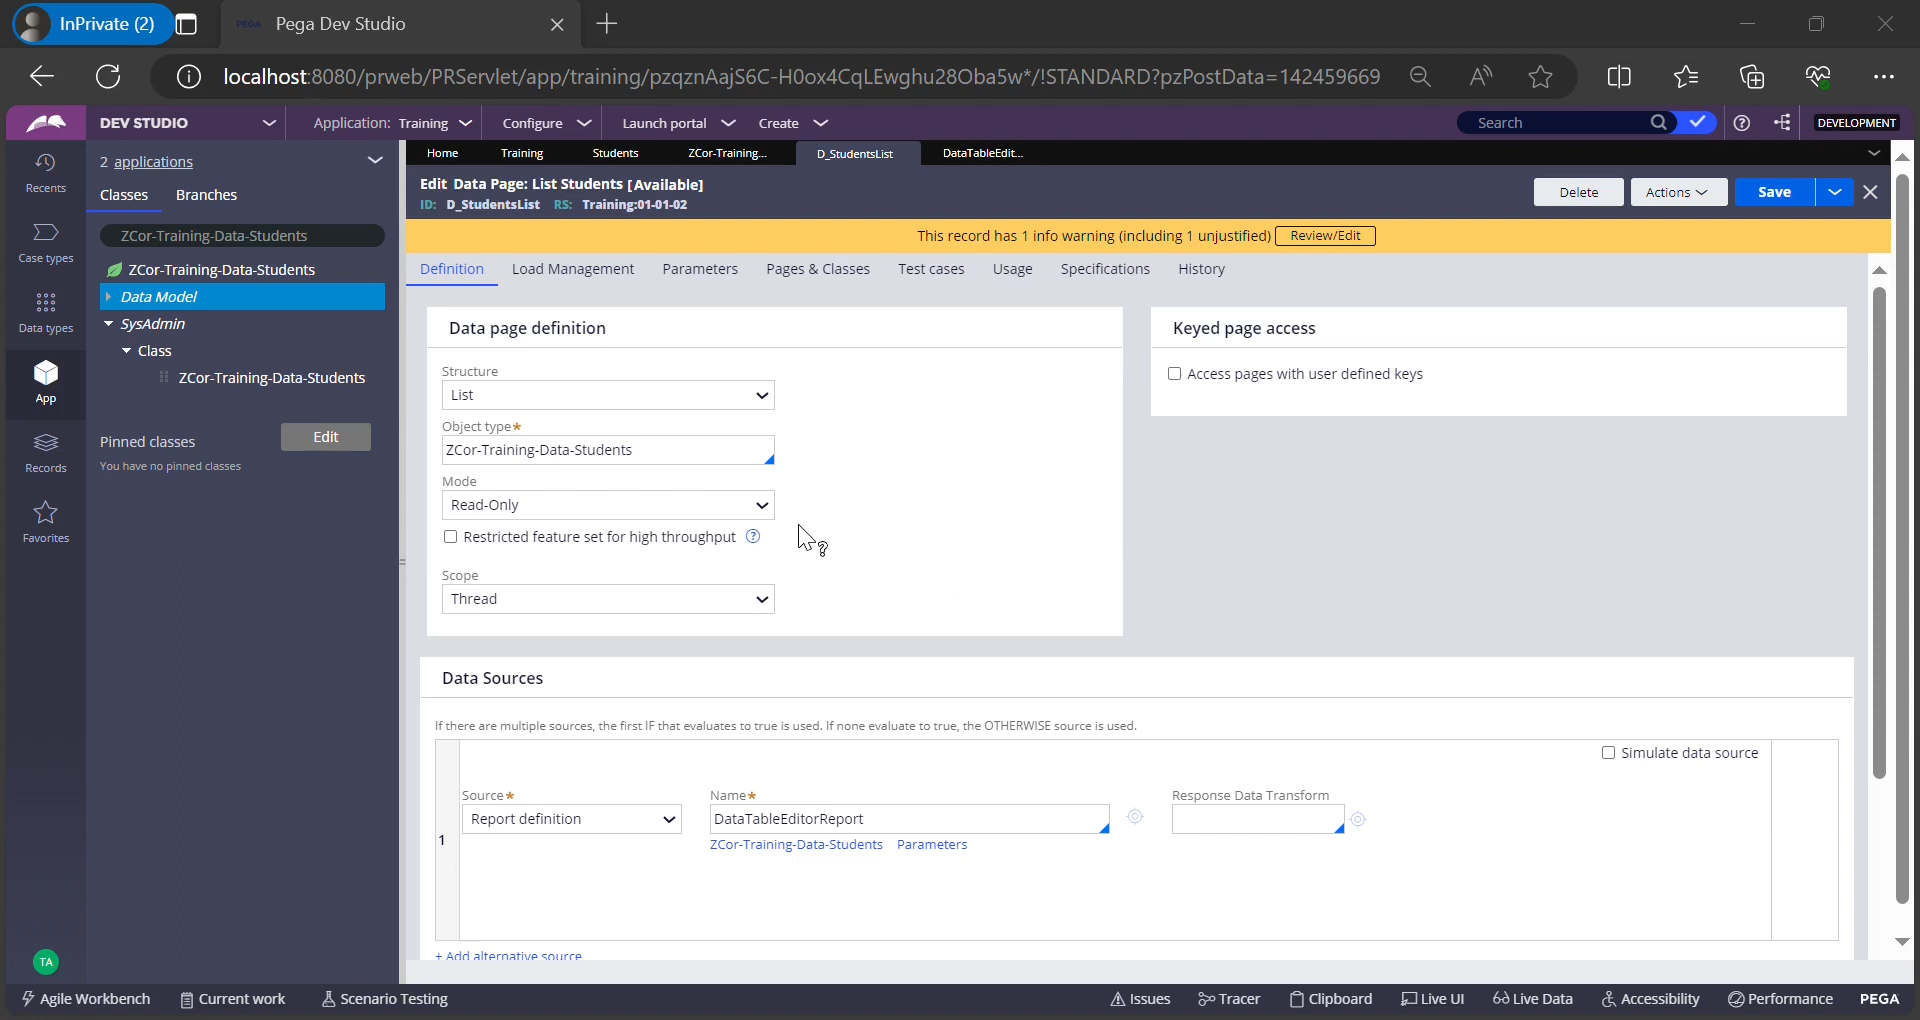 InPrivate (2)
PEGA Pega Dev Studio
localhost:8080/prweb/PRServlet/app/training/pzqznAajS6C-H0ox4CqLEwghu28Oba5w*/!STANDARD?pzPostData=142459669
DEV STUDIO
Application: Training
Configure
Launch portal
Create
Search
DEVELOPMENT
Recents
Case types
Data types
App
Records
Favorites
TA
2 applications
Classes Branches
ZCor-Training-Data-Students
ZCor-Training-Data-Students
Data Model
SysAdmin
Class
ZCor-Training-Data-Students
Pinned classes
Edit
You have no pinned classes
Home Training Students ZCor-Training... D_StudentsList DataTableEdit...
Edit Data Page: List Students [Available]
ID: D_StudentsList RS: Training:01-01-02
Delete Actions Save
This record has 1 info warning (including 1 unjustified) Review/Edit
Definition Load Management Parameters Pages & Classes Test cases Usage Specifications History
Data page definition
Structure
List
Object type*
ZCor-Training-Data-Students
Mode
Read-Only
Restricted feature set for high throughput ?
Scope
Thread
Keyed page access
Access pages with user defined keys
Data Sources
If there are multiple sources, the first IF that evaluates to true is used. If none evaluate to true, the OTHERWISE source is used.
Simulate data source
1
Source*
Report definition
Name*
DataTableEditorReport
ZCor-Training-Data-Students Parameters
Response Data Transform
+ Add alternative source
Agile Workbench Current work Scenario Testing Issues Tracer Clipboard Live UI Live Data Accessibility Performance PEGA